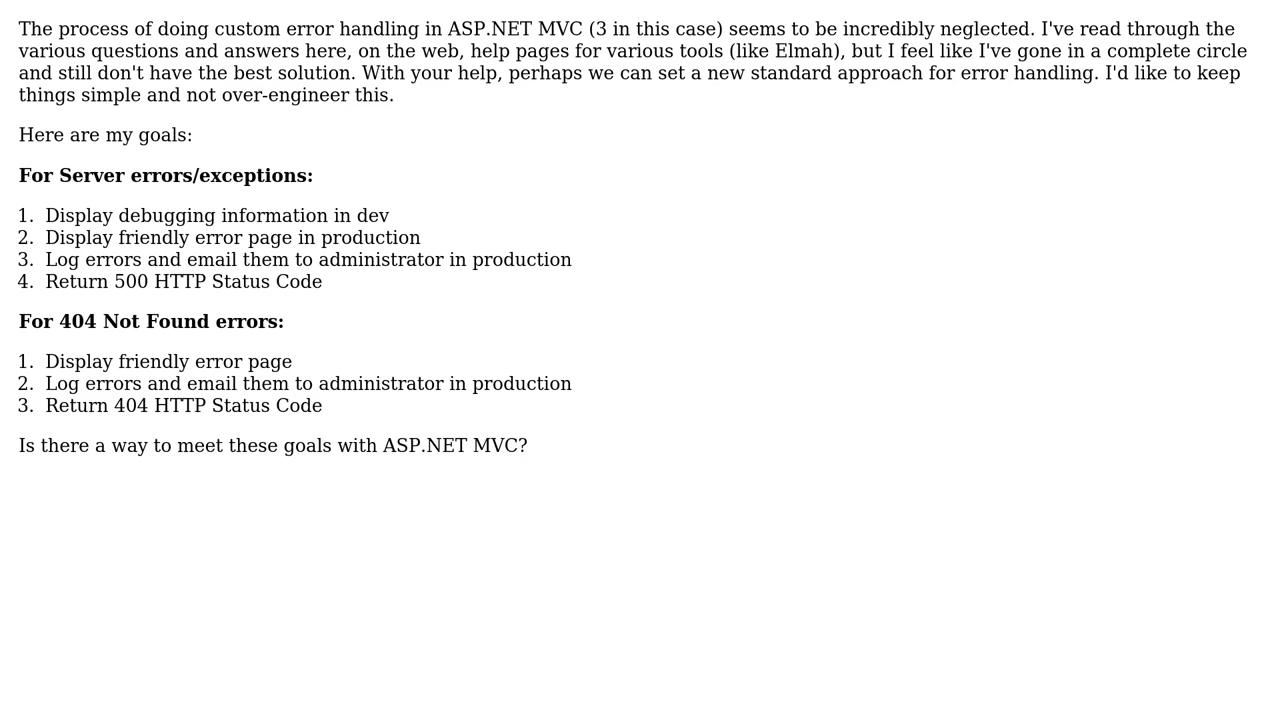 The process of doing custom error handling in ASP.NET MVC (3 in this case) seems to be incredibly neglected. I've read through the
various questions and answers here, on the web, help pages for various tools (like Elmah), but I feel like I've gone in a complete circle
and still don't have the best solution. With your help, perhaps we can set a new standard approach for error handling. I'd like to keep
things simple and not over-engineer this.
Here are my goals:
For Server errors/exceptions:
1. Display debugging information in dev
2. Display friendly error page in production
3. Log errors and email them to administrator in production
4. Return 500 HTTP Status Code
For 404 Not Found errors:
1. Display friendly error page
2. Log errors and email them to administrator in production
3. Return 404 HTTP Status Code
Is there a way to meet these goals with ASP.NET MVC?